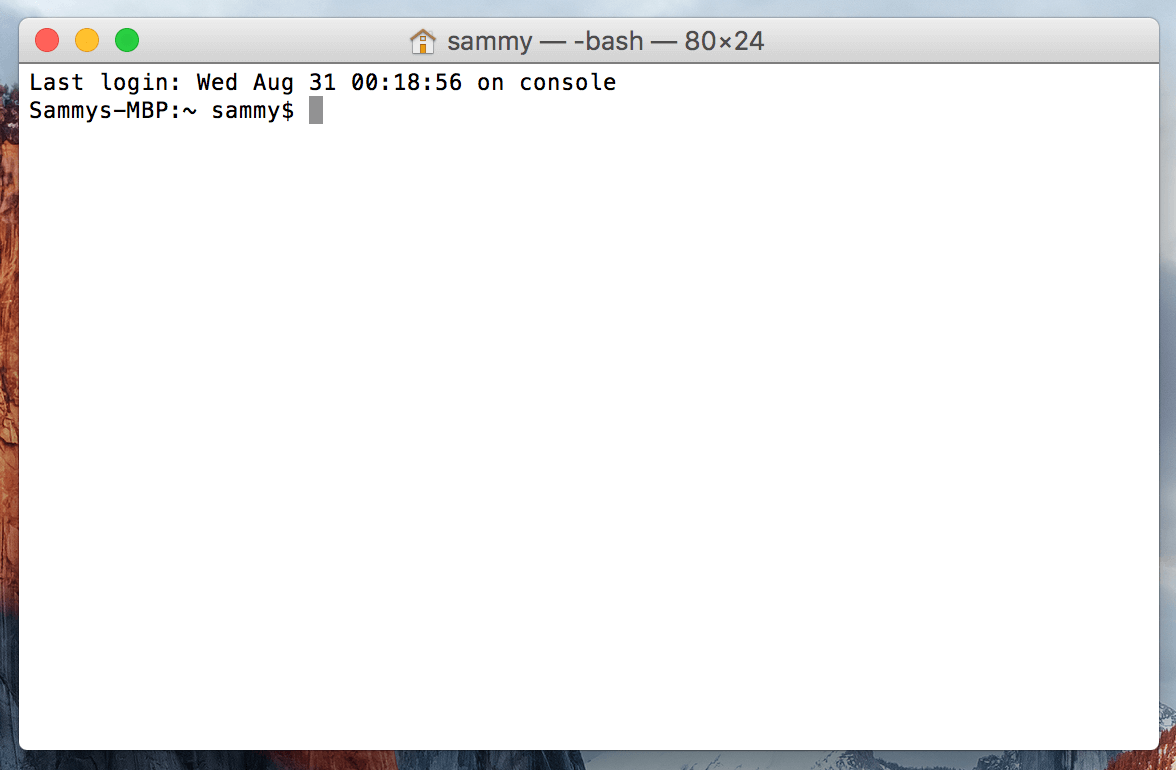 sammy — -bash — 80×24
Last login: Wed Aug 31 00:18:56 on console
Sammys-MBP:~ sammy$